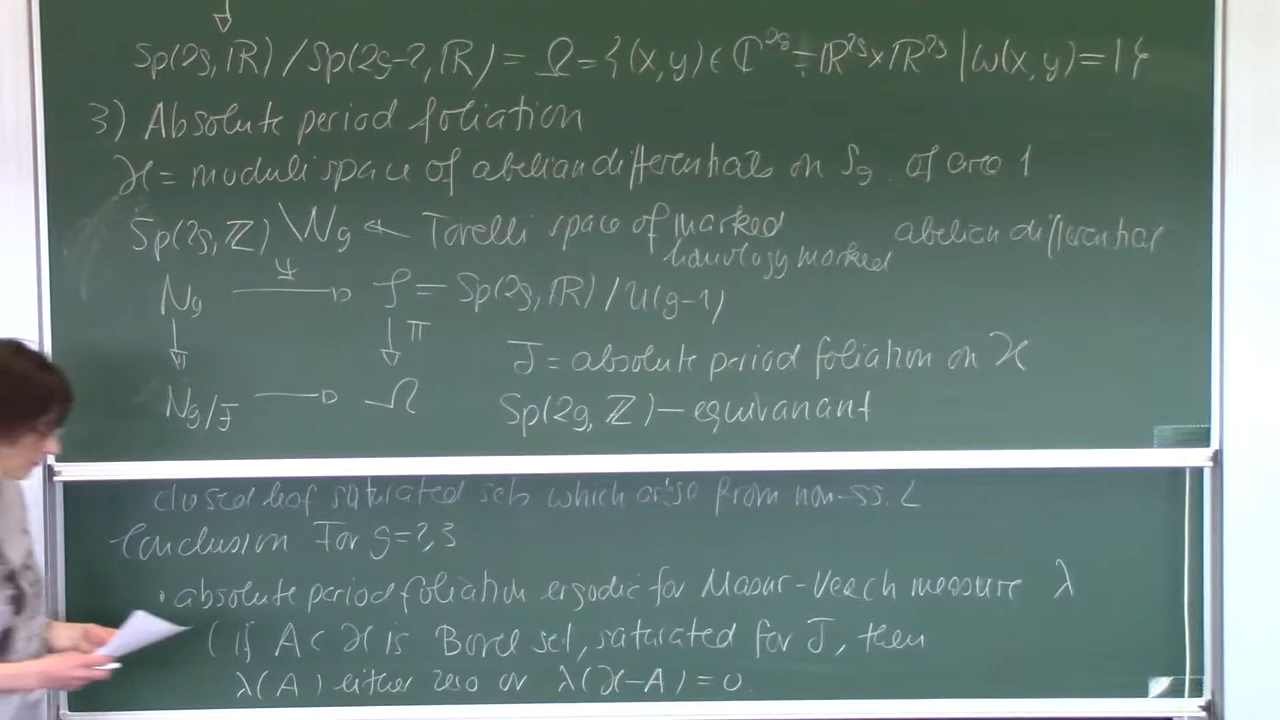 Sp(2g, ℝ) / Sp(2g-2, ℝ) = Ω = {(x,y) ∈ ℂ^{2g} = ℝ^{2g} × ℝ^{2g} | ω(x,y) = 1}
3) Absolute period foliation
ℋ = moduli space of abelian differentials on S_g of area 1
Sp(2g, ℤ) \ N_g ← Torelli space of marked abelian differential
homology marked
N_g → 𝒮 = Sp(2g, ℝ) / U(g-1)
↓ ↓ π
J = absolute period foliation on ℋ
N_g/J → Ω Sp(2g, ℤ) - equivariant
closed leaf saturated sets which arise from non-ss. L
Conclusion For g=2,3
• absolute period foliation ergodic for Masur-Veech measure λ
( if A ⊂ ℋ is Borel set, saturated for J, then
λ(A) either zero or λ(ℋ-A) = 0